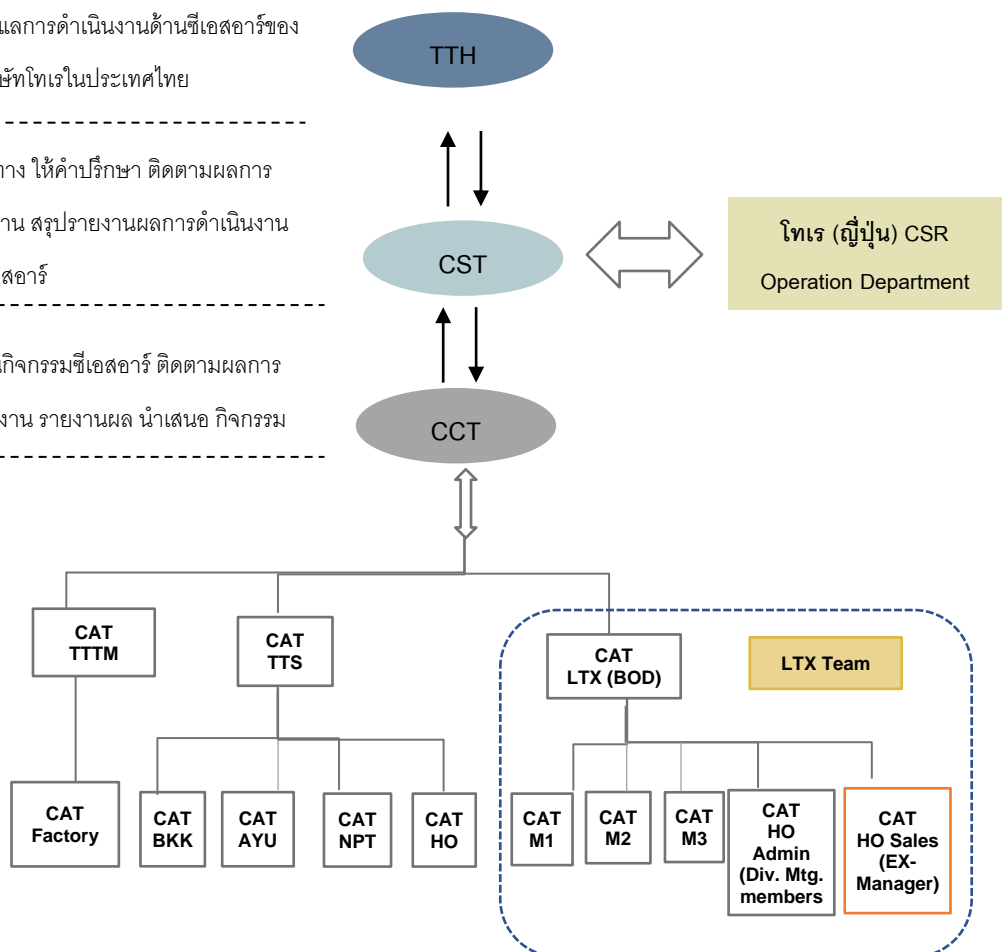 แลการดำเนินงานด้านซีเอสอาร์ของ
ษัทโทเรในประเทศไทย
TTH
ทาง ให้คำปรึกษา ติดตามผลการ
งาน สรุปรายงานผลการดำเนินงาน
สอาร์
CST
โทเร (ญี่ปุ่น) CSR
Operation Department
กิจกรรมซีเอสอาร์ ติดตามผลการ
งาน รายงานผล นำเสนอ กิจกรรม
CCT
CAT
TTTM
CAT
TTS
CAT
LTX (BOD)
LTX Team
CAT
Factory
CAT
BKK
CAT
AYU
CAT
NPT
CAT
HO
CAT
M1
CAT
M2
CAT
M3
CAT
HO
Admin
(Div. Mtg.
members
CAT
HO Sales
(EX-
Manager)